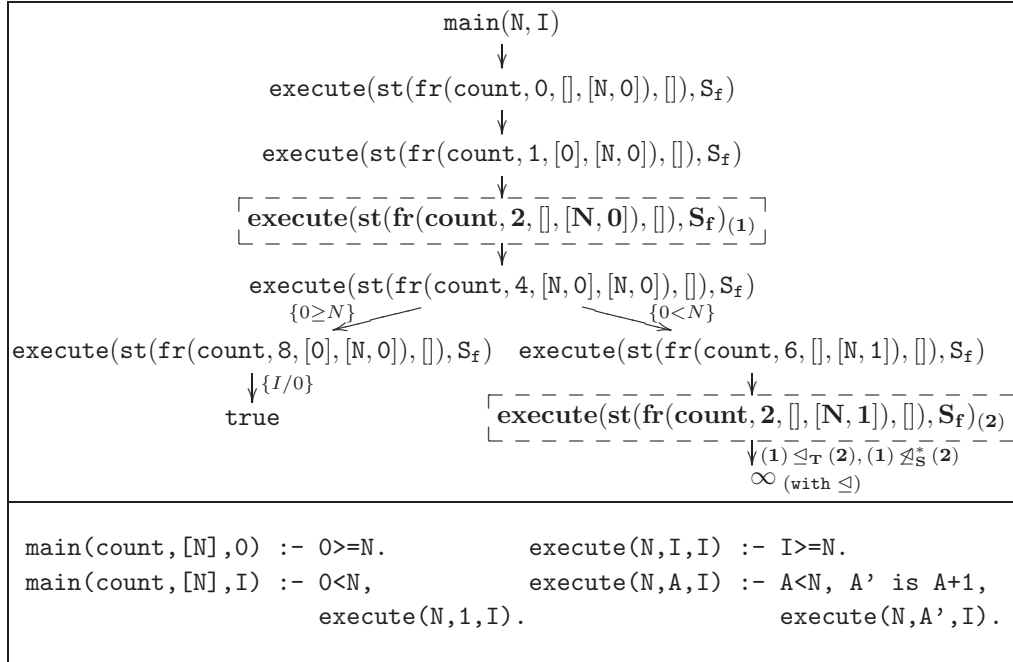 main(N, I)
execute(st(fr(count, 0, [], [N, 0]), []), S_f)
execute(st(fr(count, 1, [0], [N, 0]), []), S_f)
execute(st(fr(count, 2, [], [N, 0]), []), S_f)_(1)
execute(st(fr(count, 4, [N, 0], [N, 0]), []), S_f)
{0≥N} {0<N}
execute(st(fr(count, 8, [0], [N, 0]), []), S_f) execute(st(fr(count, 6, [], [N, 1]), []), S_f)
{I/0}
true execute(st(fr(count, 2, [], [N, 1]), []), S_f)_(2)
(1) ⊴_T (2), (1) ⋬*_S (2)
∞ (with ⊴)
main(count,[N],0) :- 0>=N. execute(N,I,I) :- I>=N.
main(count,[N],I) :- 0<N, execute(N,A,I) :- A<N, A' is A+1,
execute(N,1,I). execute(N,A',I).